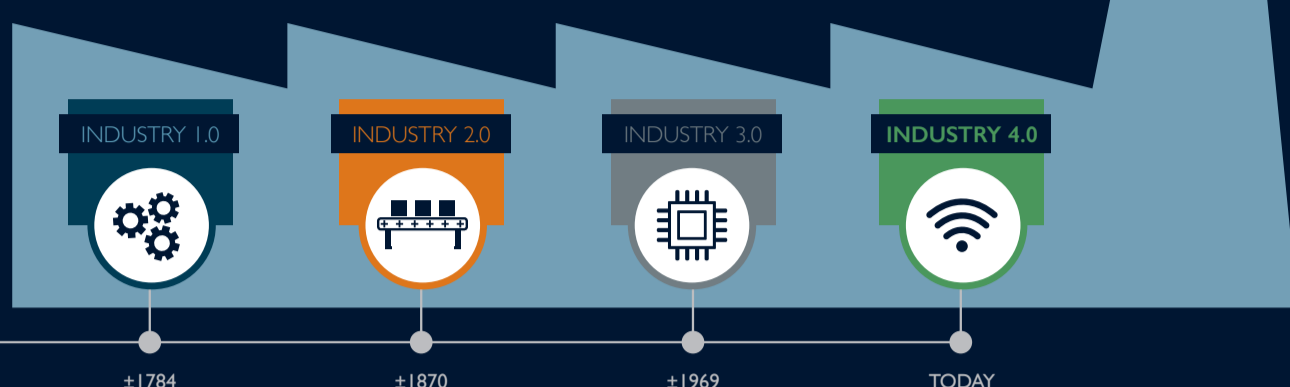 INDUSTRY 1.0
INDUSTRY 2.0
INDUSTRY 3.0
INDUSTRY 4.0
±1784
±1870
±1969
TODAY